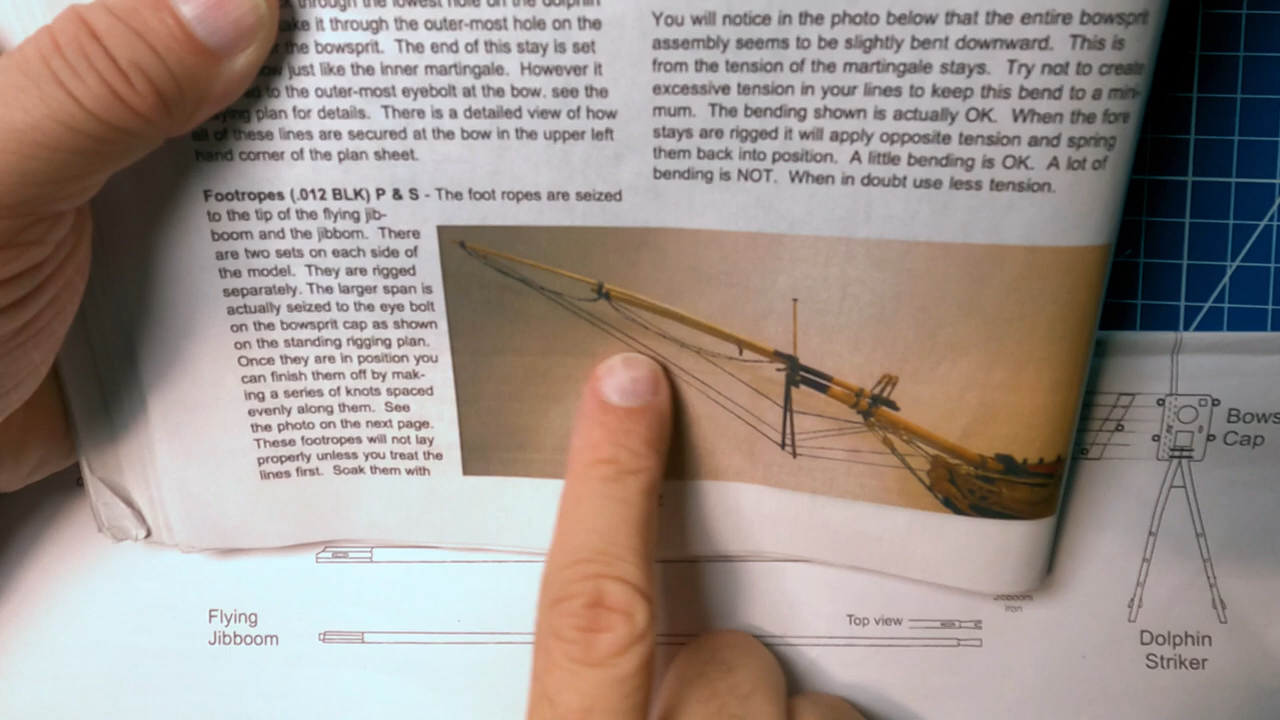 through the lowest hole on the dolphin
ake it through the outer-most hole on the
the bowsprit. The end of this stay is set
just like the inner martingale. However it
to the outer-most eyebolt at the bow. see the
plan for details. There is a detailed view of how
all of these lines are secured at the bow in the upper left
hand corner of the plan sheet.
Footropes (.012 BLK) P & S - The foot ropes are seized
to the tip of the flying jib-
boom and the jibbom. There
are two sets on each side of
the model. They are rigged
separately. The larger span is
actually seized to the eye bolt
on the bowsprit cap as shown
on the standing rigging plan.
Once they are in position you
can finish them off by mak-
ing a series of knots spaced
evenly along them. See
the photo on the next page.
These footropes will not lay
properly unless you treat the
lines first. Soak them with
You will notice in the photo below that the entire bowsprit
assembly seems to be slightly bent downward. This is
from the tension of the martingale stays. Try not to create
excessive tension in your lines to keep this bend to a min-
mum. The bending shown is actually OK. When the fore
stays are rigged it will apply opposite tension and spring
them back into position. A little bending is OK. A lot of
bending is NOT. When in doubt use less tension.
Bows
Cap
Dolphin
Striker
Flying
Jibboom
Top view
Jibboom
Iron